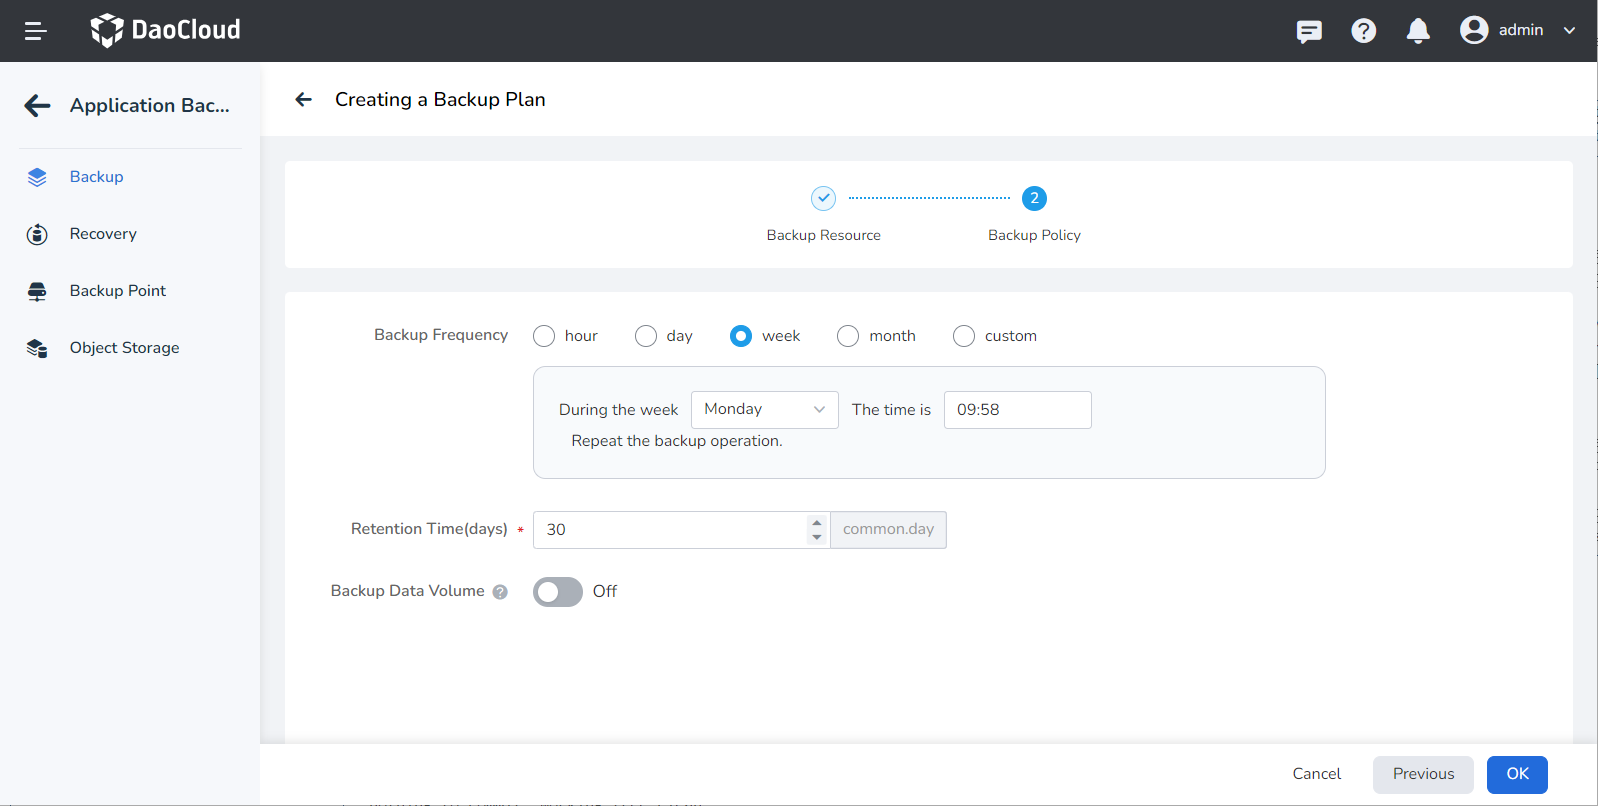 DaoCloud
admin
Application Bac...
Creating a Backup Plan
Backup
Recovery
Backup Point
Object Storage
2
Backup Resource
Backup Policy
Backup Frequency
hour
day
week
month
custom
During the week
Monday
The time is
09:58
Repeat the backup operation.
Retention Time(days) *
30
common.day
Backup Data Volume
?
Off
Cancel
Previous
OK